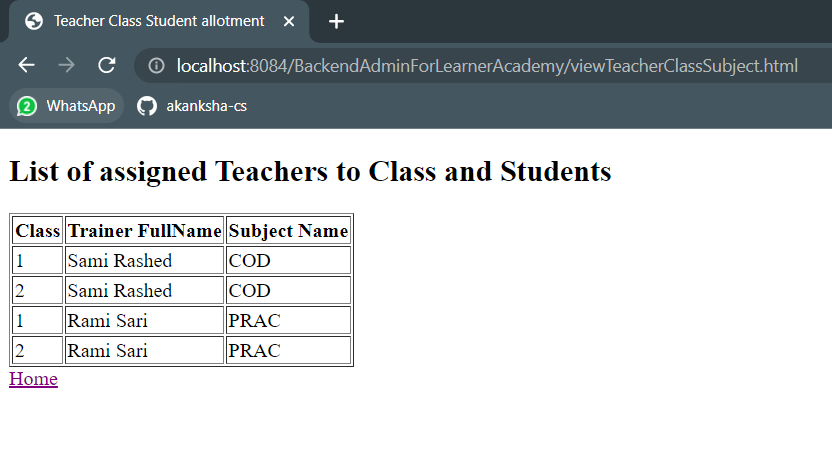 Teacher Class Student allotment
localhost:8084/BackendAdminForLearnerAcademy/viewTeacherClassSubject.html
2 WhatsApp akanksha-cs
List of assigned Teachers to Class and Students
Class Trainer FullName Subject Name
1 Sami Rashed COD
2 Sami Rashed COD
1 Rami Sari PRAC
2 Rami Sari PRAC
Home